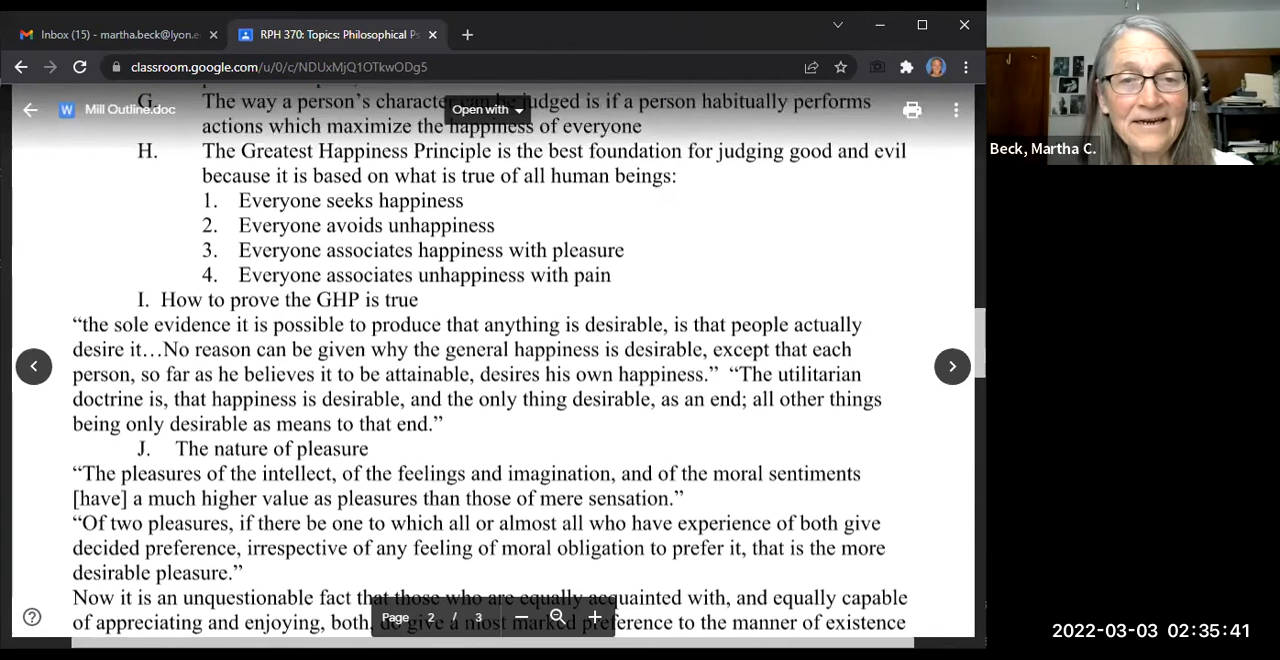 Inbox (15) - martha.beck@lyon.e
RPH 370: Topics: Philosophical Ps
classroom.google.com/u/0/c/NDUxMjQ1OTkwODg5
Mill Outline.doc
Open with
G. The way a person's character can be judged is if a person habitually performs
actions which maximize the happiness of everyone
H. The Greatest Happiness Principle is the best foundation for judging good and evil
because it is based on what is true of all human beings:
1. Everyone seeks happiness
2. Everyone avoids unhappiness
3. Everyone associates happiness with pleasure
4. Everyone associates unhappiness with pain
I. How to prove the GHP is true
“the sole evidence it is possible to produce that anything is desirable, is that people actually
desire it…No reason can be given why the general happiness is desirable, except that each
person, so far as he believes it to be attainable, desires his own happiness.” “The utilitarian
doctrine is, that happiness is desirable, and the only thing desirable, as an end; all other things
being only desirable as means to that end.”
J. The nature of pleasure
“The pleasures of the intellect, of the feelings and imagination, and of the moral sentiments
[have] a much higher value as pleasures than those of mere sensation.”
“Of two pleasures, if there be one to which all or almost all who have experience of both give
decided preference, irrespective of any feeling of moral obligation to prefer it, that is the more
desirable pleasure.”
Now it is an unquestionable fact that those who are equally acquainted with, and equally capable
of appreciating and enjoying, both, do give a most marked preference to the manner of existence
Page 2 / 3
Beck, Martha C.
2022-03-03 02:35:41